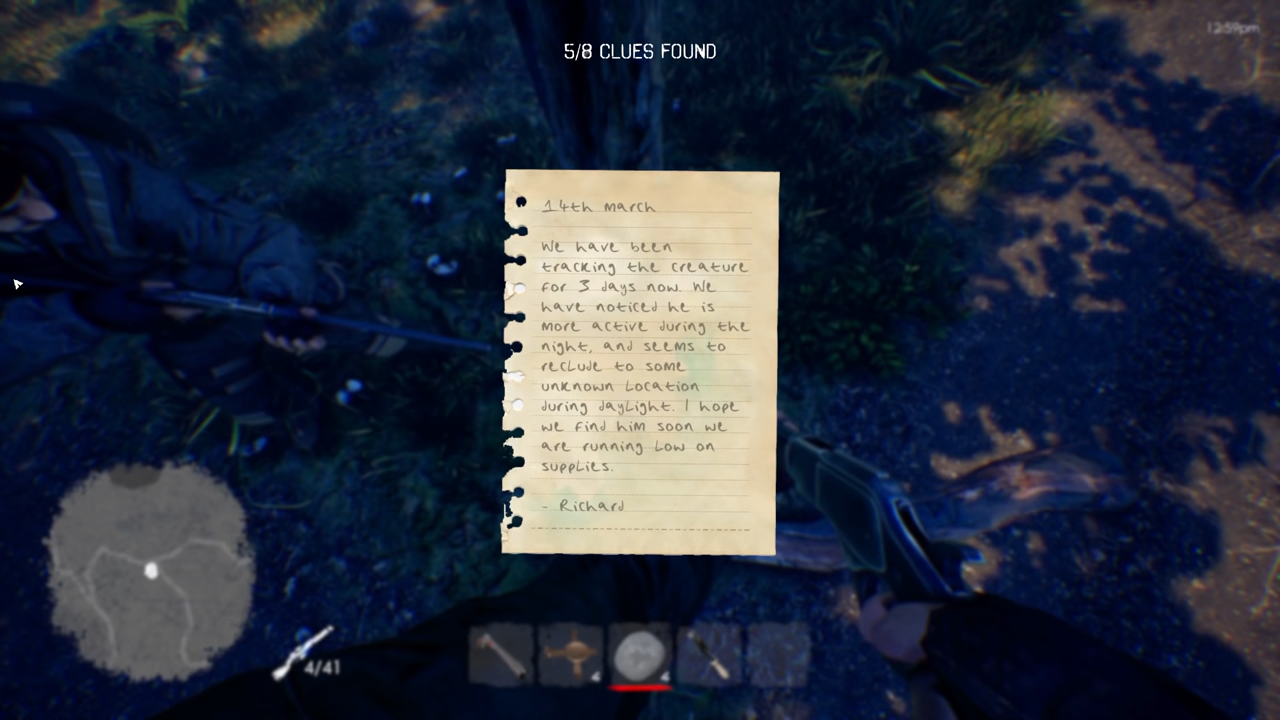 12:59pm
5/8 CLUES FOUND
14th march
We have been
tracking the creature
for 3 days now. We
have noticed he is
more active during the
night, and seems to
reclude to some
unknown location
during daylight. I hope
we find him soon we
are running low on
supplies.
- Richard
4/41
4
4